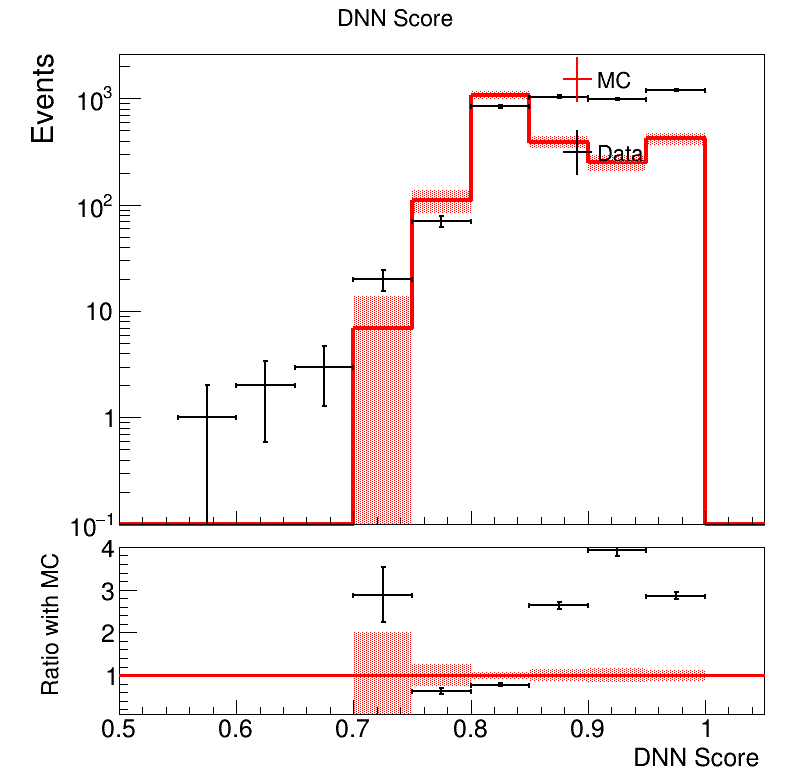 DNN Score
Events
10³
10²
10
1
10⁻¹
MC
Data
Ratio with MC
4
3
2
1
0.5 0.6 0.7 0.8 0.9 1
DNN Score